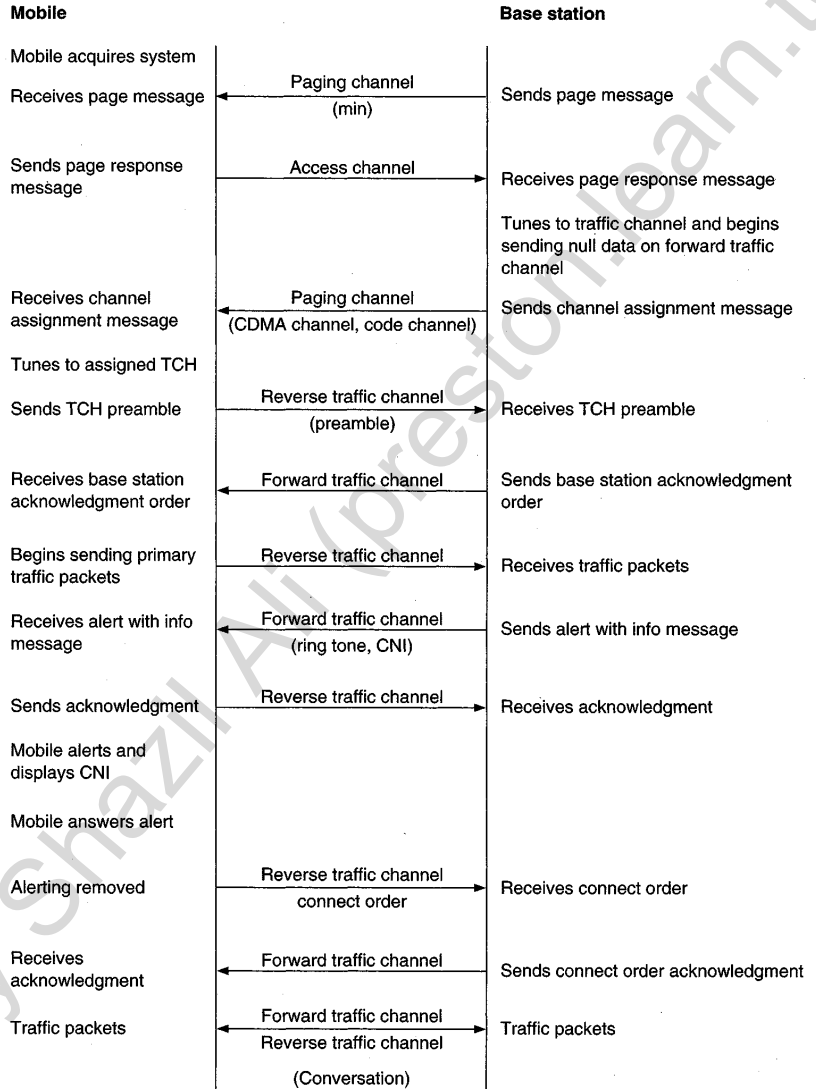 Mobile
Base station
Mobile acquires system
Receives page message
Paging channel
(min)
Sends page message
Sends page response
message
Access channel
Receives page response message
Tunes to traffic channel and begins
sending null data on forward traffic
channel
Receives channel
assignment message
Paging channel
(CDMA channel, code channel)
Sends channel assignment message
Tunes to assigned TCH
Sends TCH preamble
Reverse traffic channel
(preamble)
Receives TCH preamble
Receives base station
acknowledgment order
Forward traffic channel
Sends base station acknowledgment
order
Begins sending primary
traffic packets
Reverse traffic channel
Receives traffic packets
Receives alert with info
message
Forward traffic channel
(ring tone, CNI)
Sends alert with info message
Sends acknowledgment
Reverse traffic channel
Receives acknowledgment
Mobile alerts and
displays CNI
Mobile answers alert
Alerting removed
Reverse traffic channel
connect order
Receives connect order
Receives
acknowledgment
Forward traffic channel
Sends connect order acknowledgment
Traffic packets
Forward traffic channel
Reverse traffic channel
Traffic packets
(Conversation)
y Shazil Ali (preston.learn.t